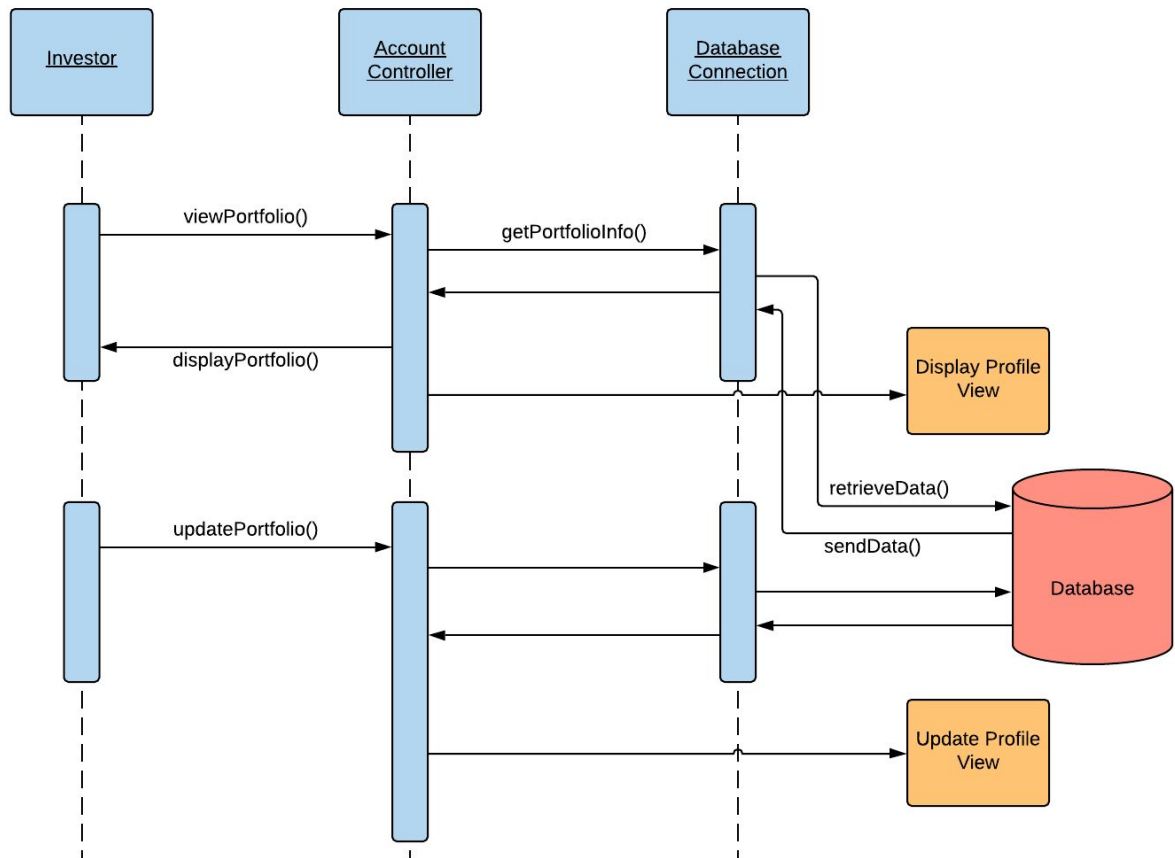 Investor
Account
Controller
Database
Connection
viewPortfolio()
getPortfolioInfo()
displayPortfolio()
Display Profile
View
retrieveData()
updatePortfolio()
sendData()
Database
Update Profile
View